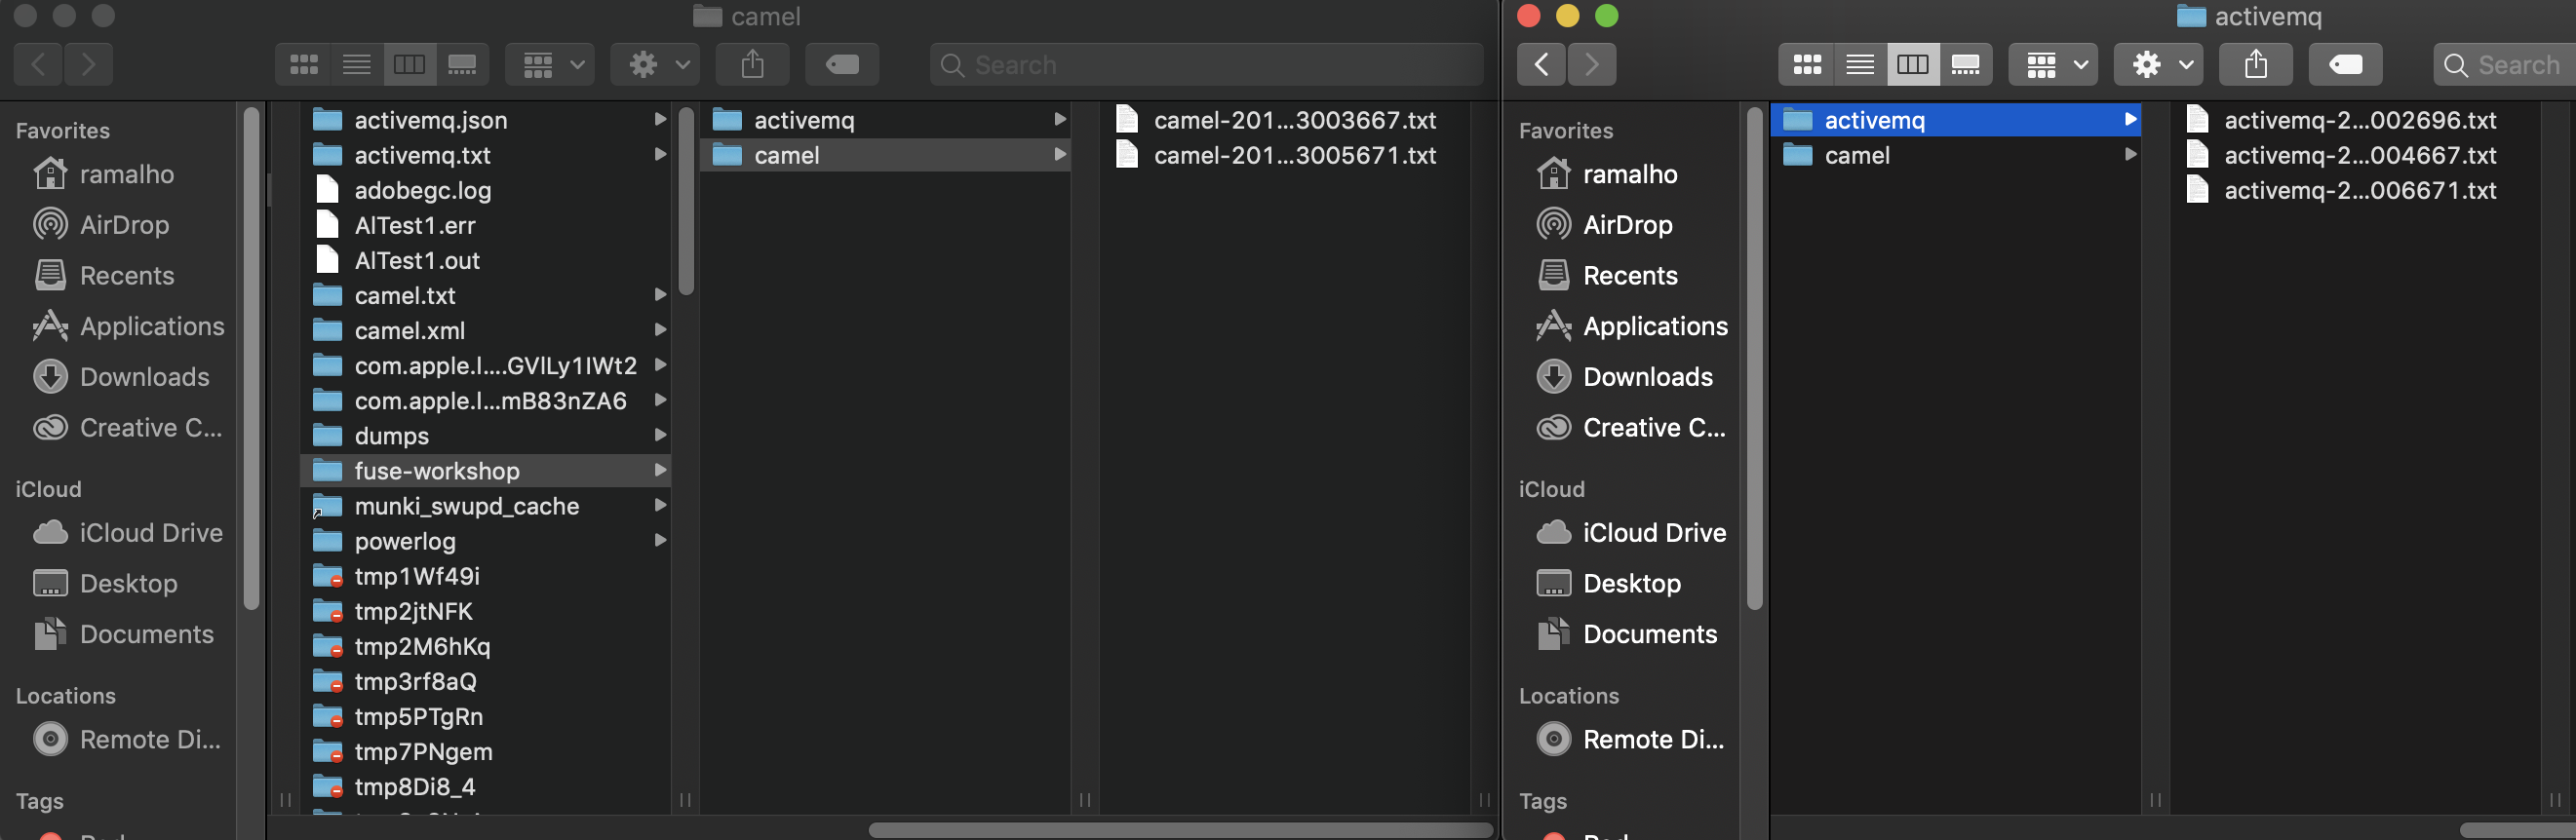 camel
Search
Favorites
ramalho
AirDrop
Recents
Applications
Downloads
Creative C...
iCloud
iCloud Drive
Desktop
Documents
Locations
Remote Di...
Tags
activemq.json
activemq.txt
adobegc.log
AlTest1.err
AlTest1.out
camel.txt
camel.xml
com.apple.l....GVlLy1lWt2
com.apple.l...mB83nZA6
dumps
fuse-workshop
munki_swupd_cache
powerlog
tmp1Wf49i
tmp2jtNFK
tmp2M6hKq
tmp3rf8aQ
tmp5PTgRn
tmp7PNgem
tmp8Di8_4
activemq
camel
camel-201...3003667.txt
camel-201...3005671.txt
activemq
Search
Favorites
ramalho
AirDrop
Recents
Applications
Downloads
Creative C...
iCloud
iCloud Drive
Desktop
Documents
Locations
Remote Di...
Tags
activemq
camel
activemq-2...002696.txt
activemq-2...004667.txt
activemq-2...006671.txt